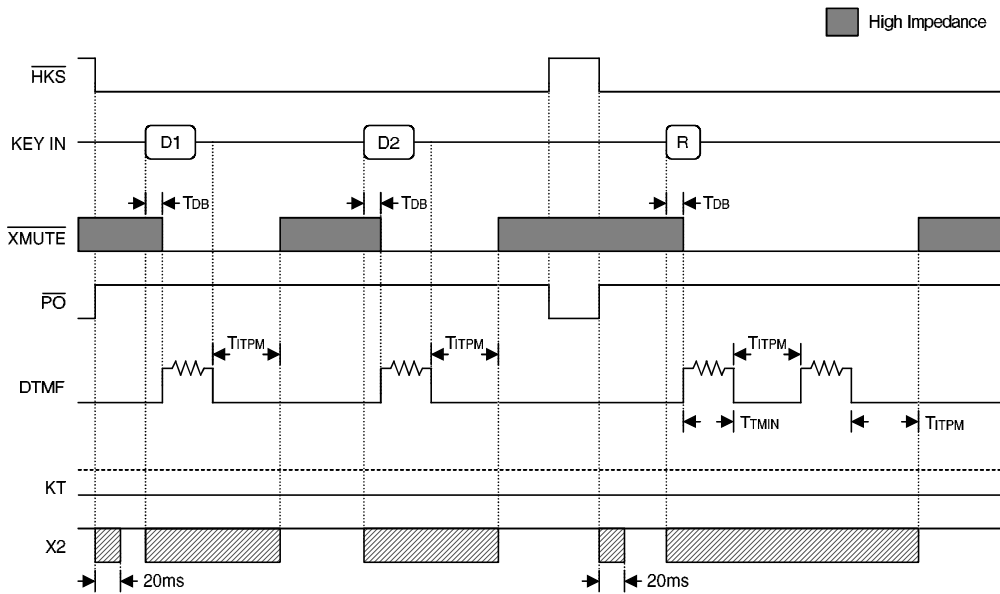 High Impedance
HKS
KEY IN D1 D2 R
TDB TDB TDB
XMUTE
PO
TITPM TITPM TITPM
DTMF
TTMIN TITPM
KT
X2
20ms 20ms